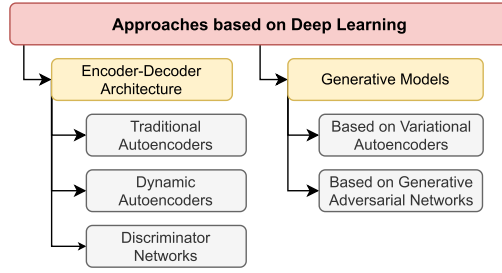 Approaches based on Deep Learning
Encoder-Decoder
Architecture
Traditional
Autoencoders
Dynamic
Autoencoders
Discriminator
Networks
Generative Models
Based on Variational
Autoencoders
Based on Generative
Adversarial Networks